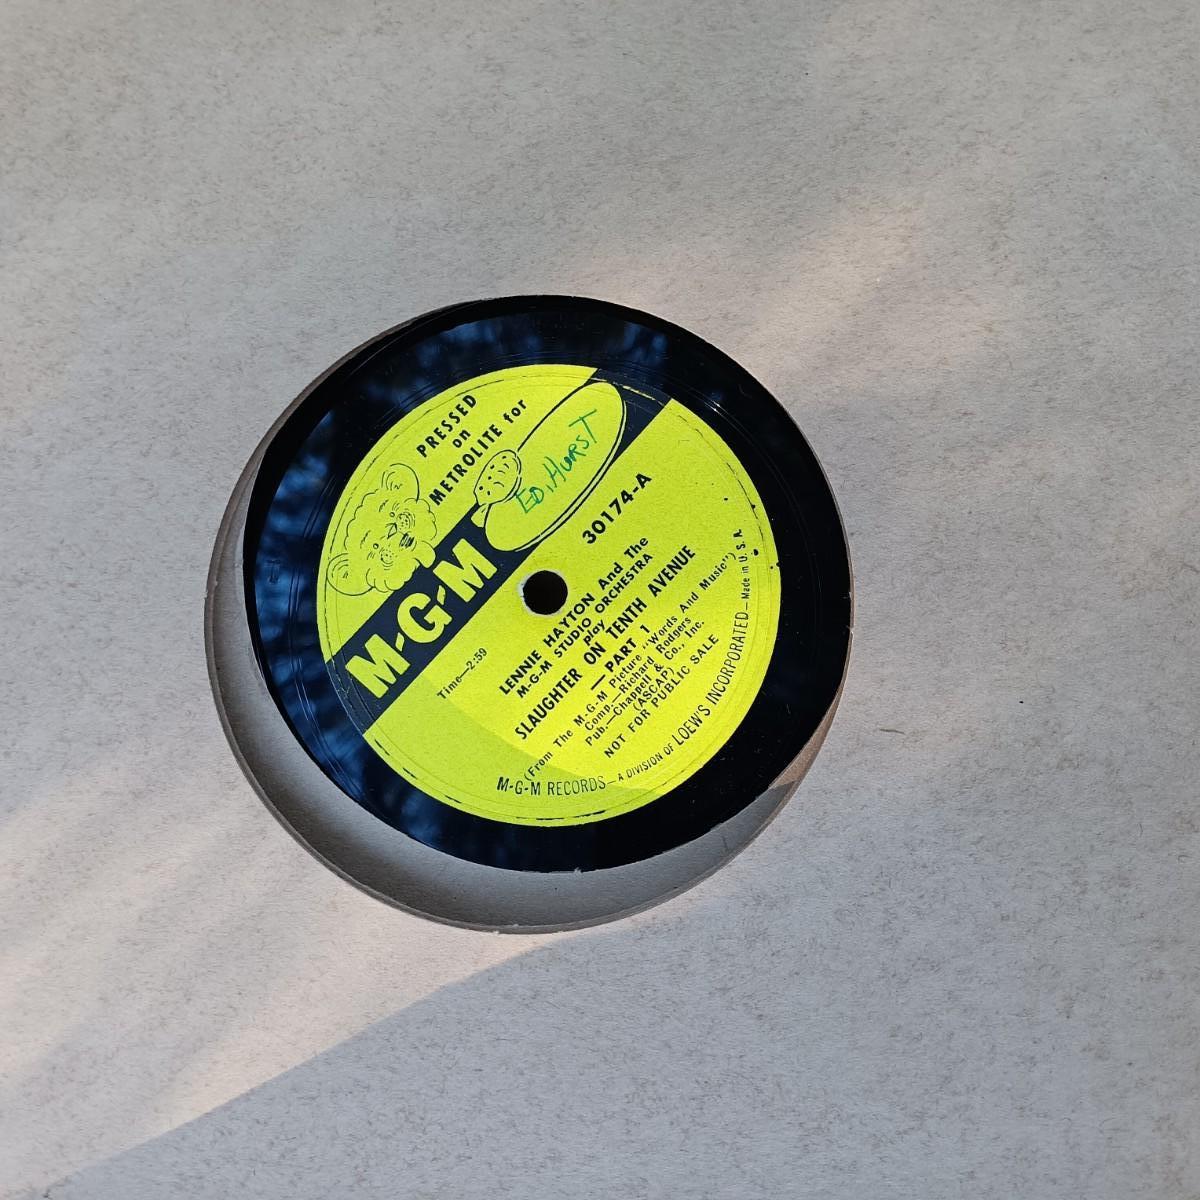 PRESSED
on
METROLITE for
ED. HURST
M-G-M
30174-A
Time—2:59
LENNIE HAYTON And The
M-G-M STUDIO ORCHESTRA
play
SLAUGHTER ON TENTH AVENUE
— PART 1
(From The M-G-M Picture "Words And Music")
Comp.—Richard Rodgers
Pub.—Chappell & Co., Inc.
(ASCAP)
NOT FOR PUBLIC SALE
M-G-M RECORDS — A DIVISION OF LOEW'S INCORPORATED — Made in U. S. A.